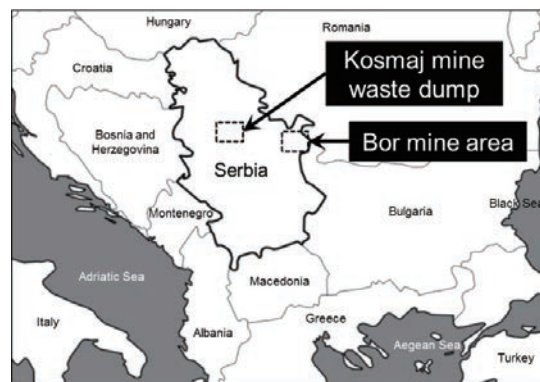 Hungary
Romania
Croatia
Kosmaj mine
waste dump
Bosnia and
Herzegovina
Bor mine area
Serbia
Black Sea
Montenegro
Bulgaria
Adriatic Sea
Macedonia
Italy
Albania
Greece
Aegean Sea
Turkey